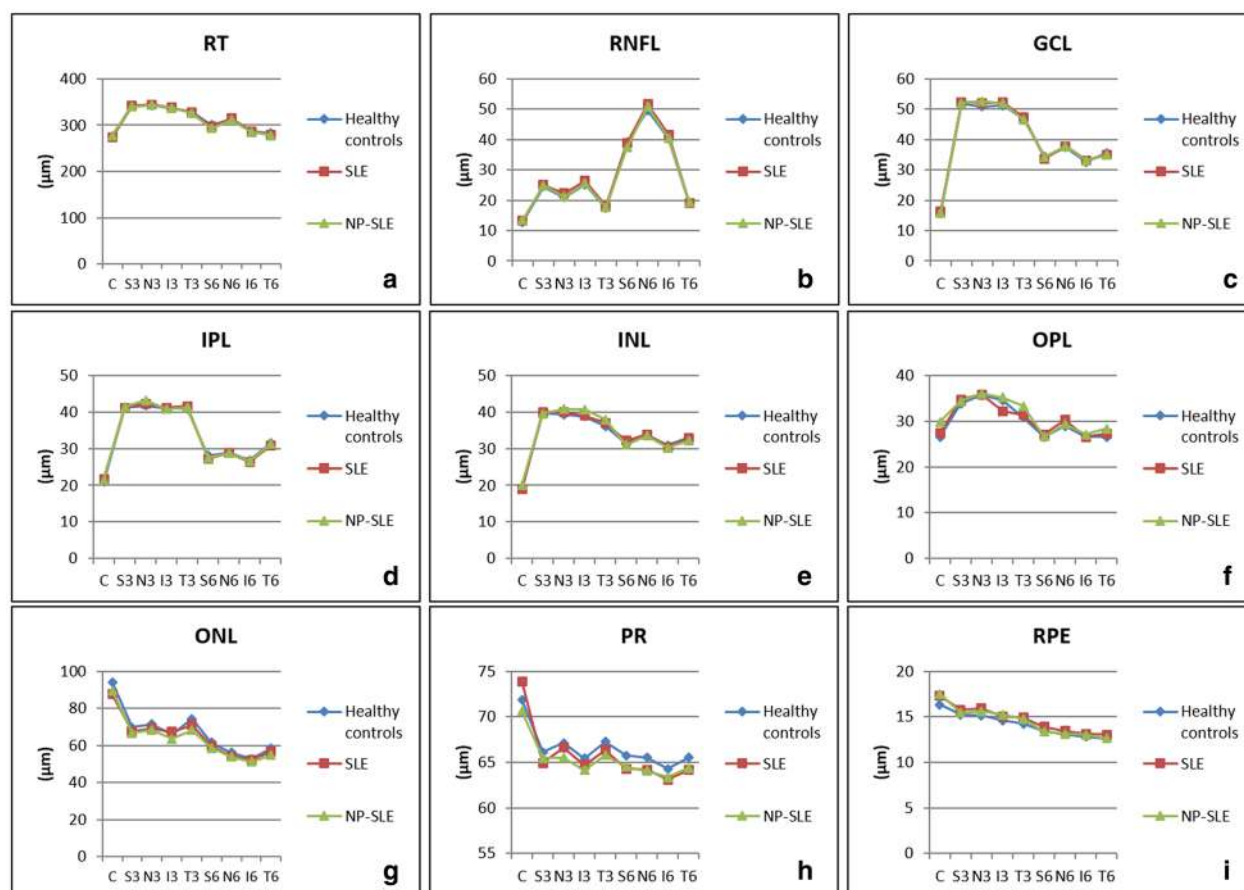 RT
400
300
200
100
0
(µm)
C S3 N3 I3 T3 S6 N6 I6 T6
Healthy
controls
SLE
NP-SLE
a
RNFL
60
50
40
30
20
10
0
(µm)
C S3 N3 I3 T3 S6 N6 I6 T6
Healthy
controls
SLE
NP-SLE
b
GCL
60
50
40
30
20
10
0
(µm)
C S3 N3 I3 T3 S6 N6 I6 T6
Healthy
controls
SLE
NP-SLE
c
IPL
50
40
30
20
10
0
(µm)
C S3 N3 I3 T3 S6 N6 I6 T6
Healthy
controls
SLE
NP-SLE
d
INL
50
40
30
20
10
0
(µm)
C S3 N3 I3 T3 S6 N6 I6 T6
Healthy
controls
SLE
NP-SLE
e
OPL
40
30
20
10
0
(µm)
C S3 N3 I3 T3 S6 N6 I6 T6
Healthy
controls
SLE
NP-SLE
f
ONL
100
80
60
40
20
0
(µm)
C S3 N3 I3 T3 S6 N6 I6 T6
Healthy
controls
SLE
NP-SLE
g
PR
75
70
65
60
55
(µm)
C S3 N3 I3 T3 S6 N6 I6 T6
Healthy
controls
SLE
NP-SLE
h
RPE
20
15
10
5
0
(µm)
C S3 N3 I3 T3 S6 N6 I6 T6
Healthy
controls
SLE
NP-SLE
i